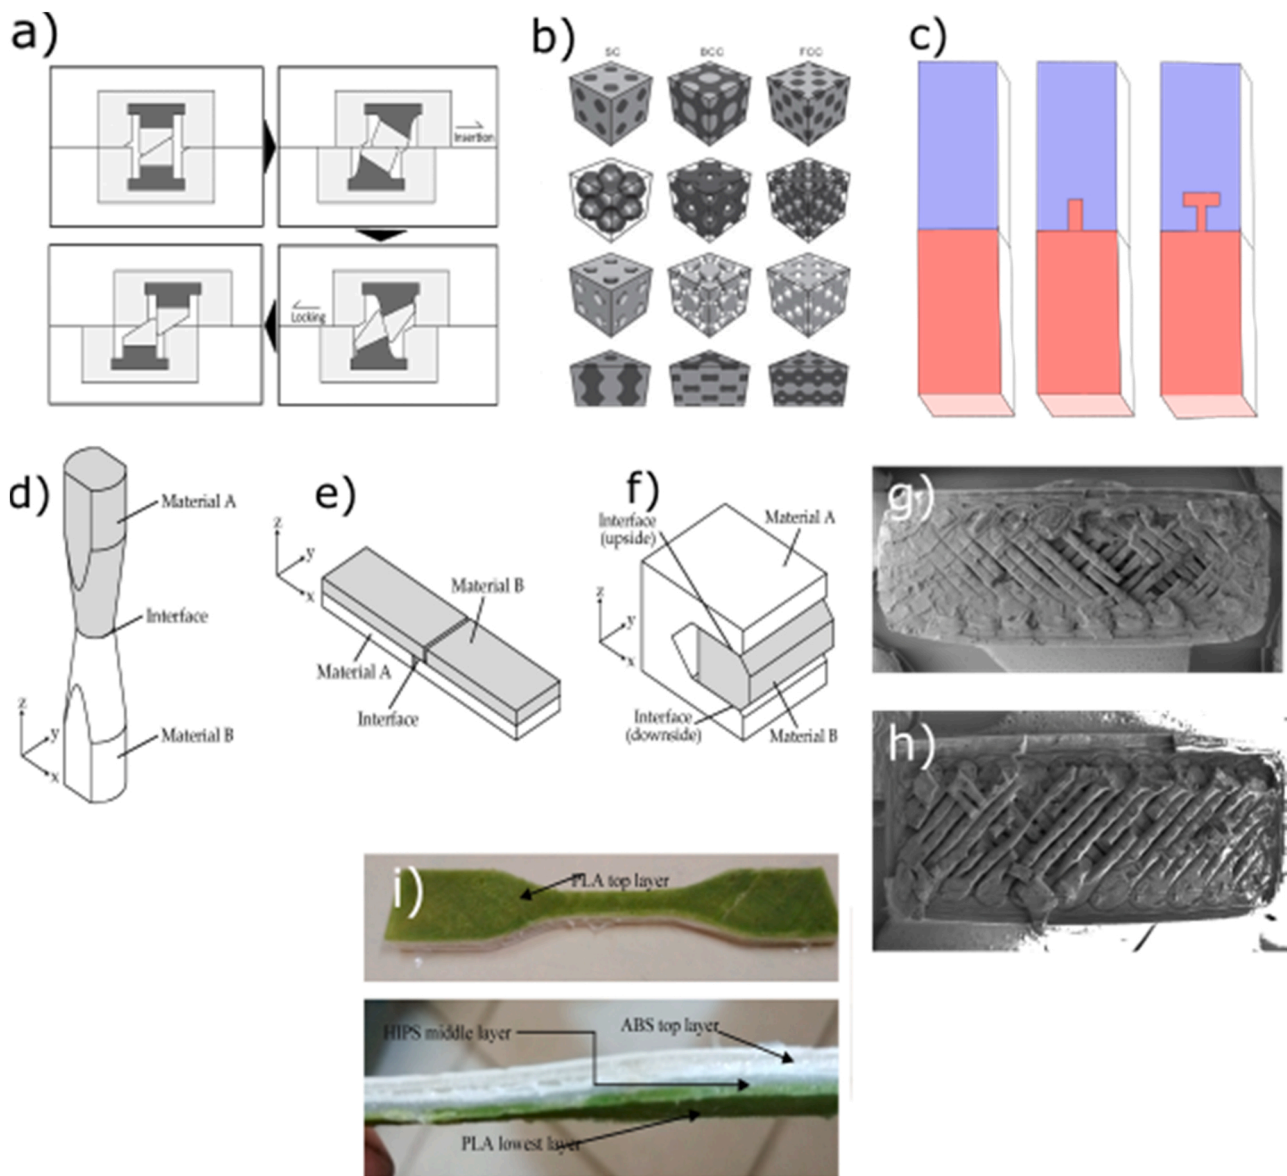 a)
Insertion
Locking
b)
SC BCC FCC
c)
d)
Material A
Interface
Material B
z
y
x
e)
z
y
x
Material B
Material A
Interface
f)
Interface
(upside)
Material A
z
y
x
Interface
(downside)
Material B
g)
h)
i)
PLA top layer
HIPS middle layer
ABS top layer
PLA lowest layer